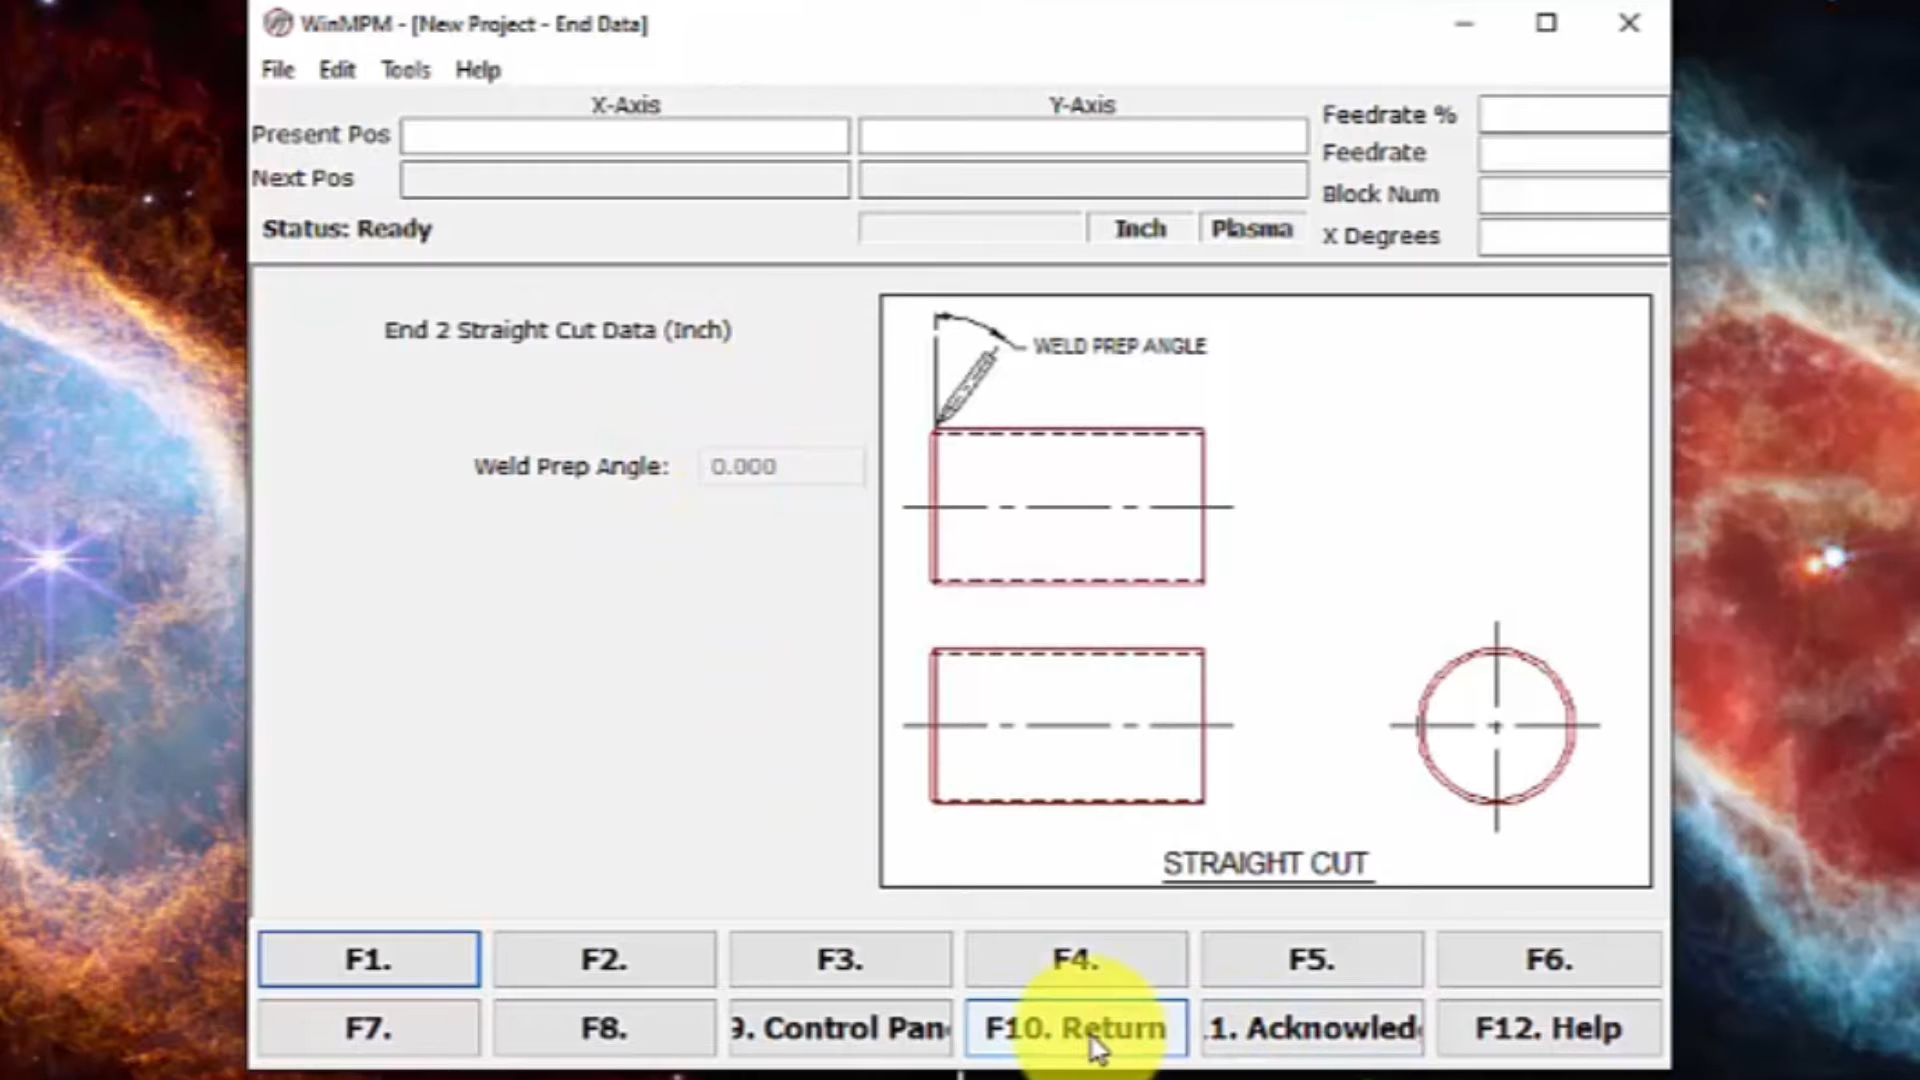 WinMPM - [New Project - End Data]
File Edit Tools Help
X-Axis Y-Axis
Present Pos
Next Pos
Feedrate %
Feedrate
Block Num
X Degrees
Status: Ready
Inch Plasma
End 2 Straight Cut Data (Inch)
Weld Prep Angle: 0.000
WELD PREP ANGLE
STRAIGHT CUT
F1. F2. F3. F4. F5. F6.
F7. F8. 9. Control Pan F10. Return 1. Acknowled F12. Help